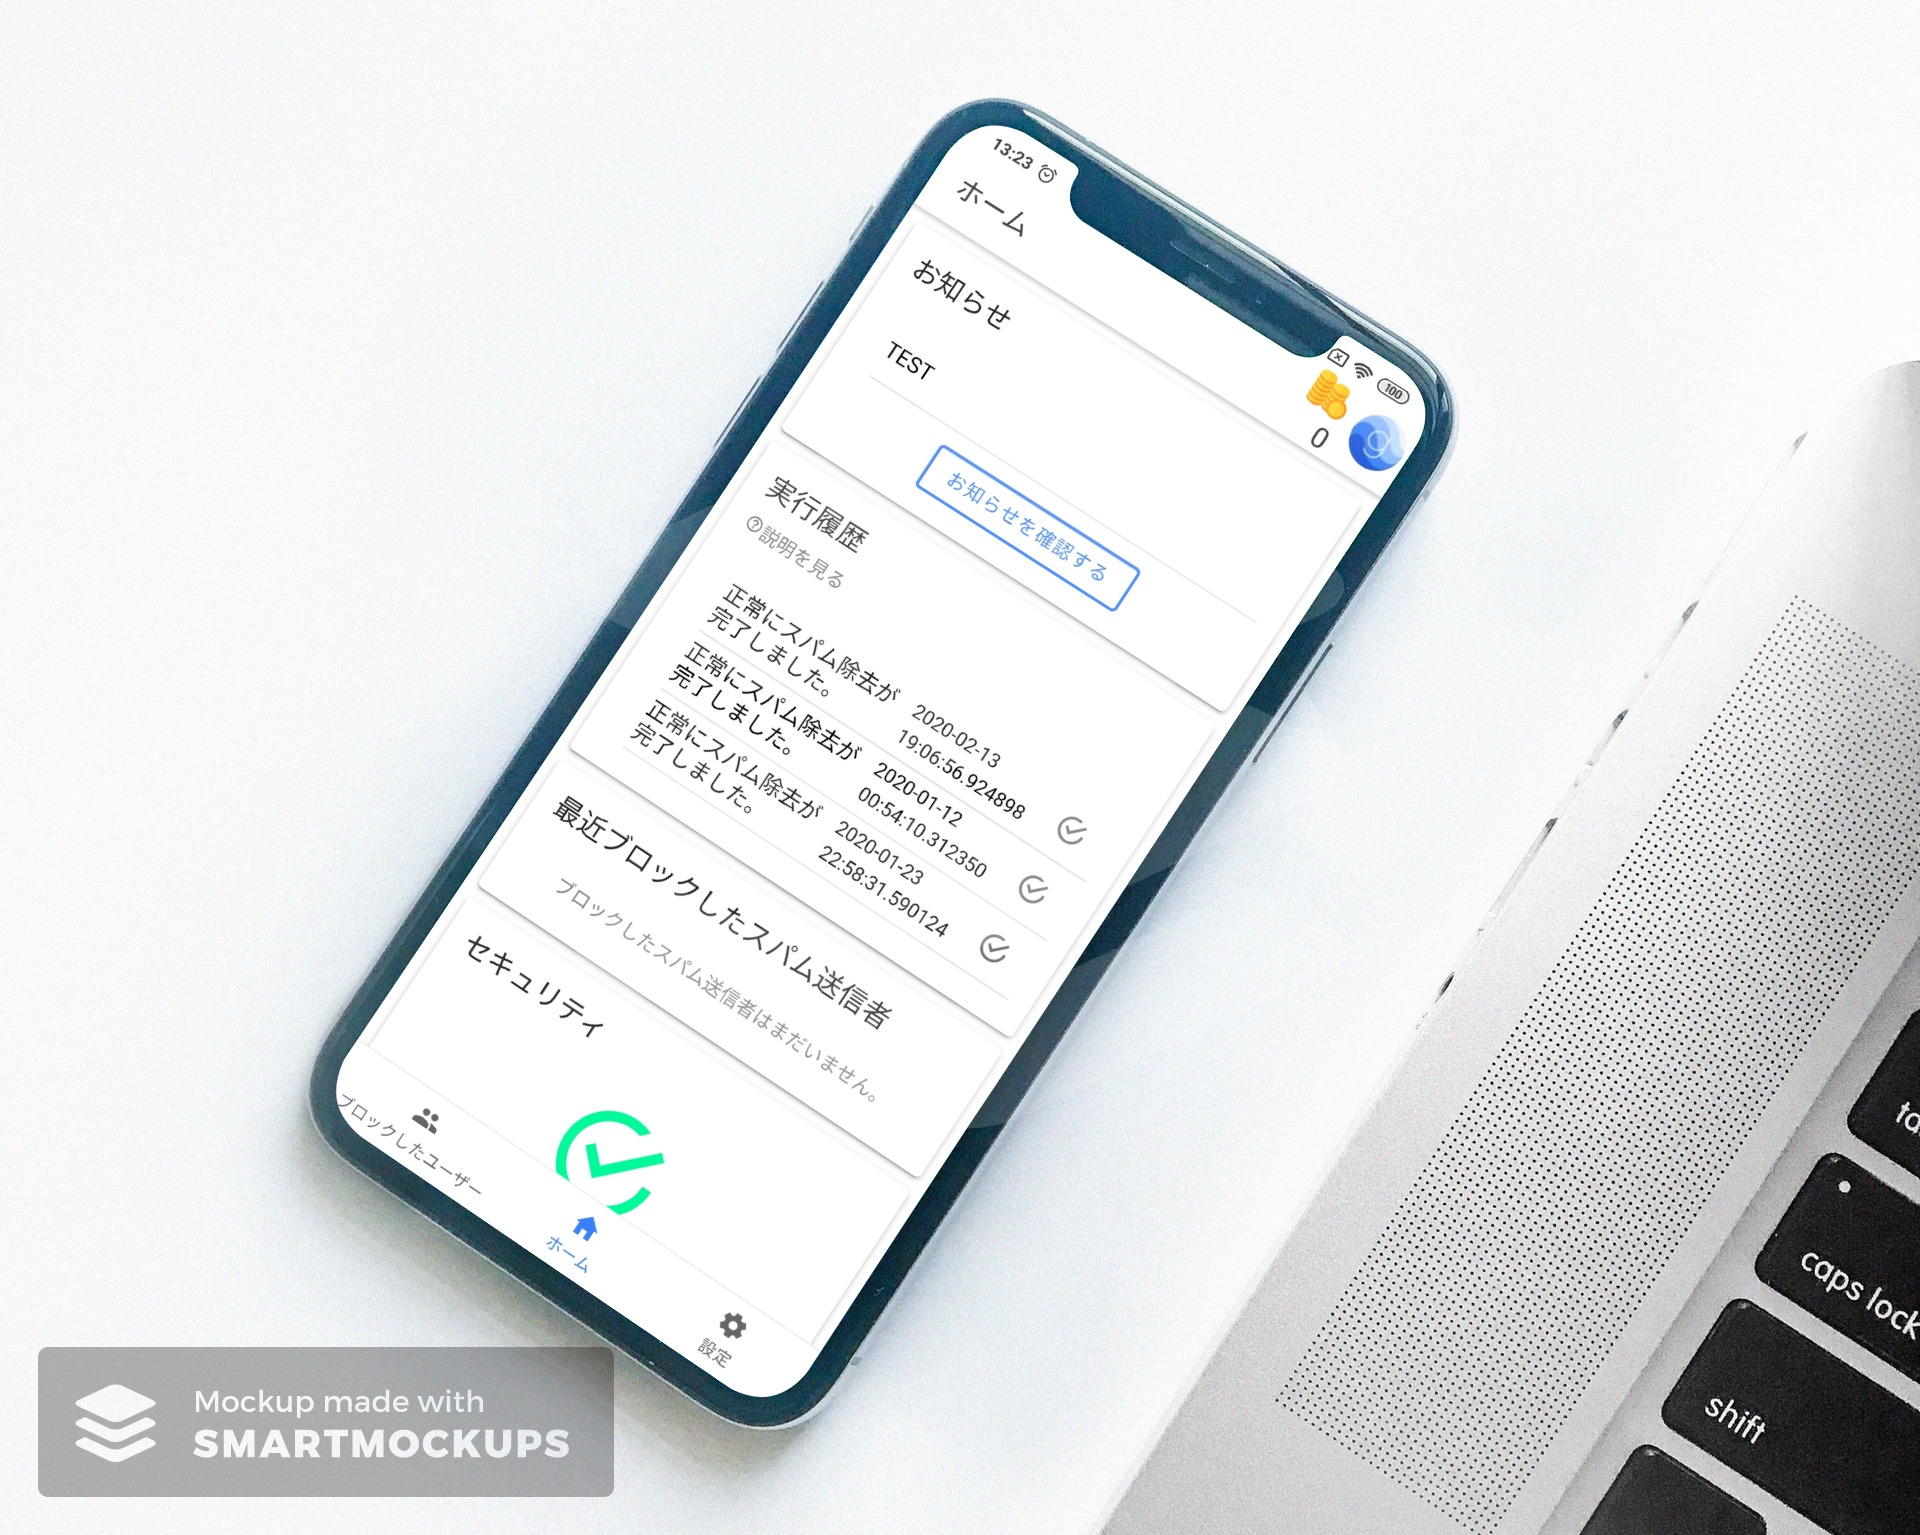 13:23
100
ホーム
0
g
お知らせ
TEST
お知らせを確認する
実行履歴
?説明を見る
正常にスパム除去が
完了しました。
2020-02-13
19:06:56.924898
正常にスパム除去が
完了しました。
2020-01-12
00:54:10.312350
正常にスパム除去が
完了しました。
2020-01-23
22:58:31.590124
最近ブロックしたスパム送信者
ブロックしたスパム送信者はまだいません。
セキュリティ
ブロックしたユーザー
ホーム
設定
caps lock
shift
Mockup made with
SMARTMOCKUPS